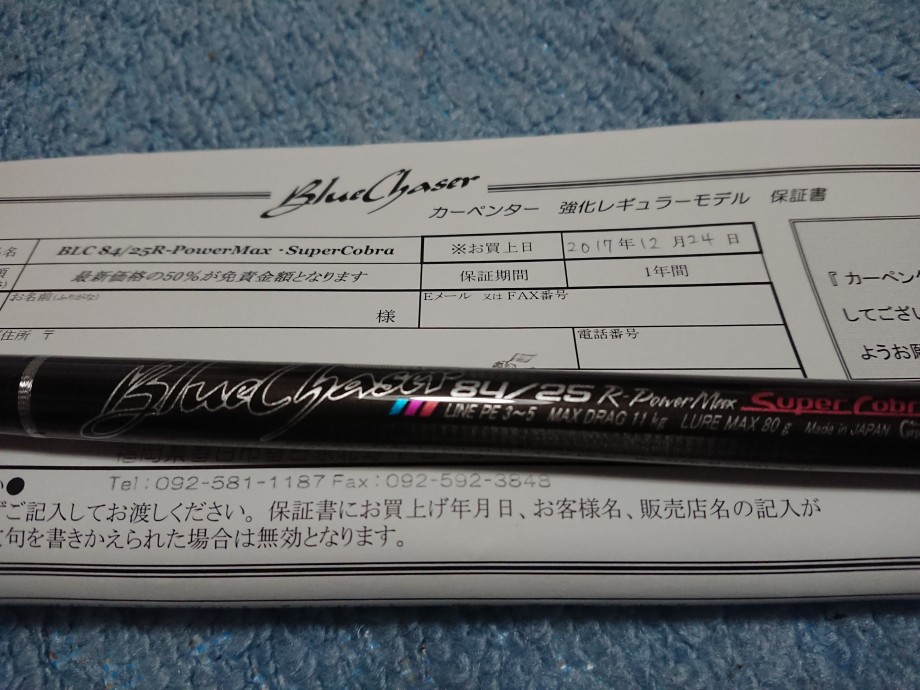 BlueChaser
カーペンター 強化レギュラーモデル 保証書
名 BLC 84/25R-PowerMax・SuperCobra ※お買上日 2017年12月24日
最新価格の50%が免責金額となります 保証期間 1年間
お名前(ふりがな) 様 Eメール 又は FAX番号
住所 〒 電話番号
『カーペン
してござい
ようお願
BlueChaser 84/25 R-PowerMax Super Cobr
LINE PE 3~5 MAX DRAG 11kg LURE MAX 80g Made in JAPAN
Tel:092-581-1187 Fax:092-592-3848
ずご記入してお渡しください。保証書にお買上げ年月日、お客様名、販売店名の記入が
句を書きかえられた場合は無効となります。